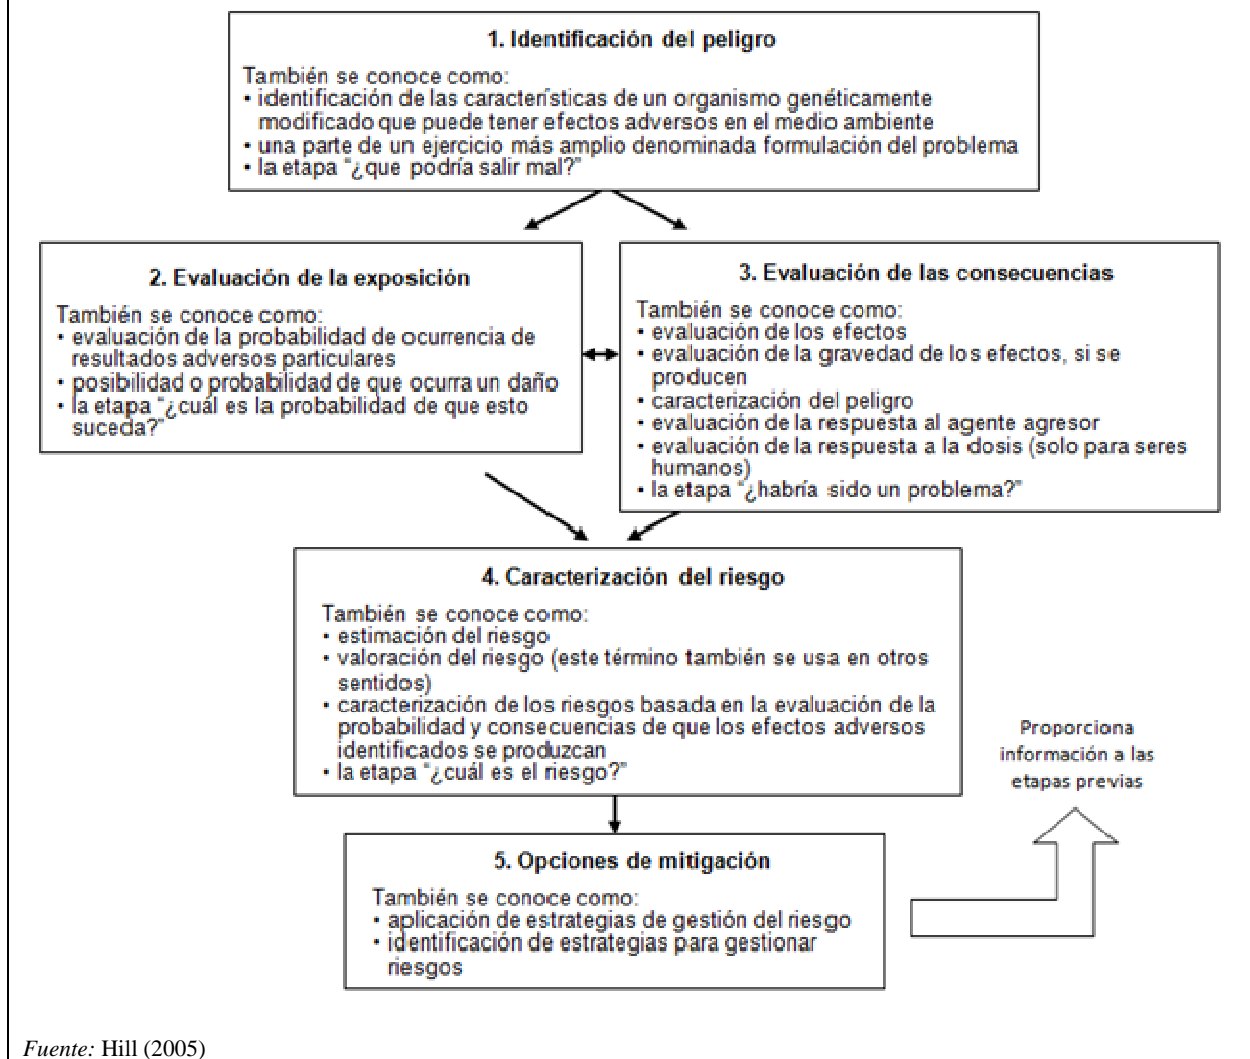 1. Identificación del peligro
También se conoce como:
• identificación de las características de un organismo genéticamente
modificado que puede tener efectos adversos en el medio ambiente
• una parte de un ejercicio más amplio denominada formulación del problema
• la etapa “¿que podría salir mal?”
2. Evaluación de la exposición
También se conoce como:
• evaluación de la probabilidad de ocurrencia de
resultados adversos particulares
• posibilidad o probabilidad de que ocurra un daño
• la etapa “¿cuál es la probabilidad de que esto
suceda?”
3. Evaluación de las consecuencias
También se conoce como:
• evaluación de los efectos
• evaluación de la gravedad de los efectos, si se
producen
• caracterización del peligro
• evaluación de la respuesta al agente agresor
• evaluación de la respuesta a la dosis (solo para seres
humanos)
• la etapa “¿habría sido un problema?”
4. Caracterización del riesgo
También se conoce como:
• estimación del riesgo
• valoración del riesgo (este término también se usa en otros
sentidos)
• caracterización de los riesgos basada en la evaluación de la
probabilidad y consecuencias de que los efectos adversos
identificados se produzcan
• la etapa “¿cuál es el riesgo?”
Proporciona
información a las
etapas previas
5. Opciones de mitigación
También se conoce como:
• aplicación de estrategias de gestión del riesgo
• identificación de estrategias para gestionar
riesgos
Fuente: Hill (2005)